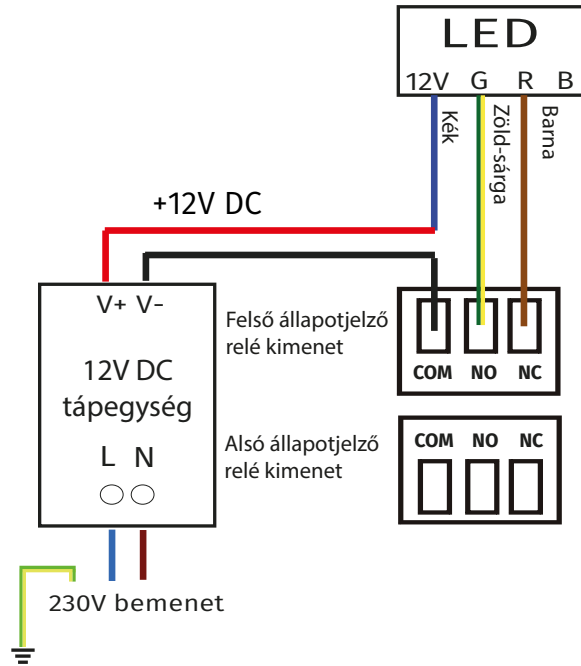 LED
12V G R B
Kék
Zöld-sárga
Barna
+12V DC
V+ V-
12V DC
tápegység
L N
230V bemenet
Felső állapotjelző
relé kimenet
COM NO NC
Alsó állapotjelző
relé kimenet
COM NO NC